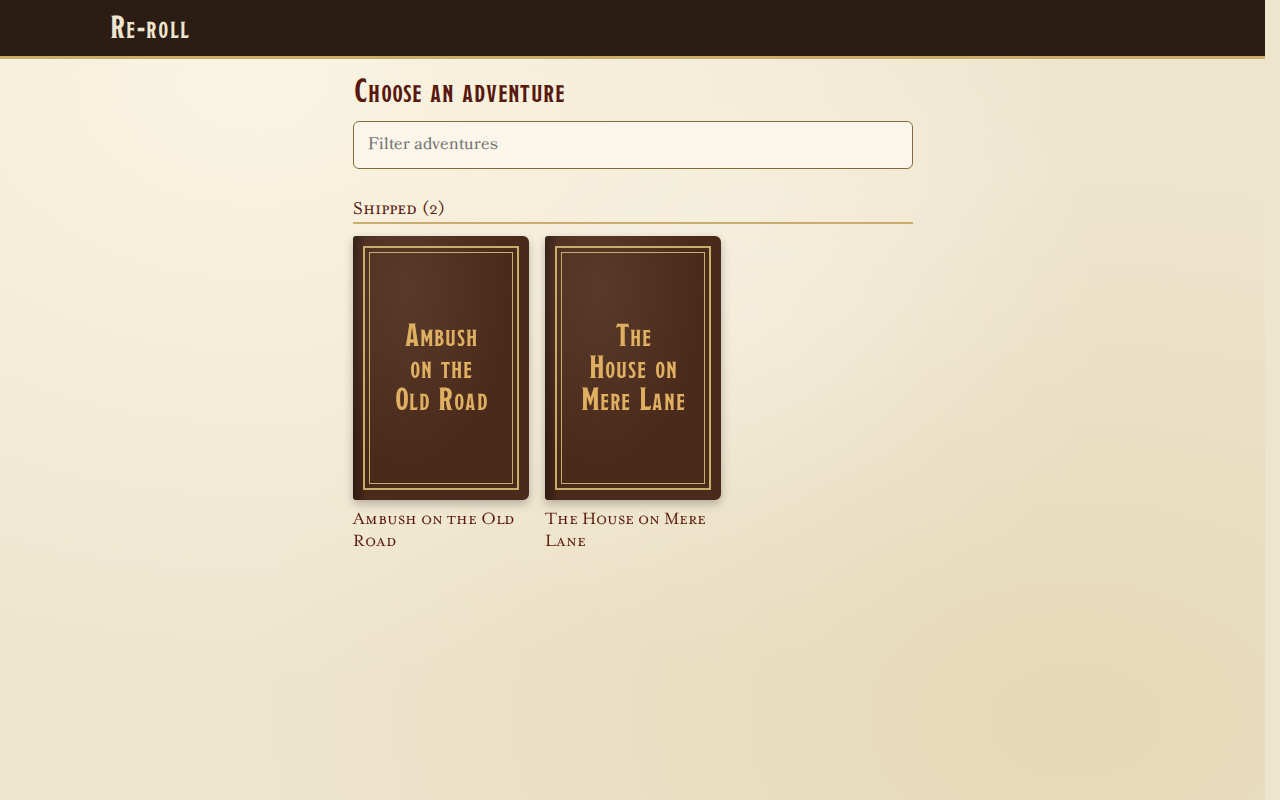 Re-roll
Choose an adventure
Filter adventures
Shipped (2)
Ambush
on the
Old Road
The
House on
Mere Lane
Ambush on the Old
Road
The House on Mere
Lane